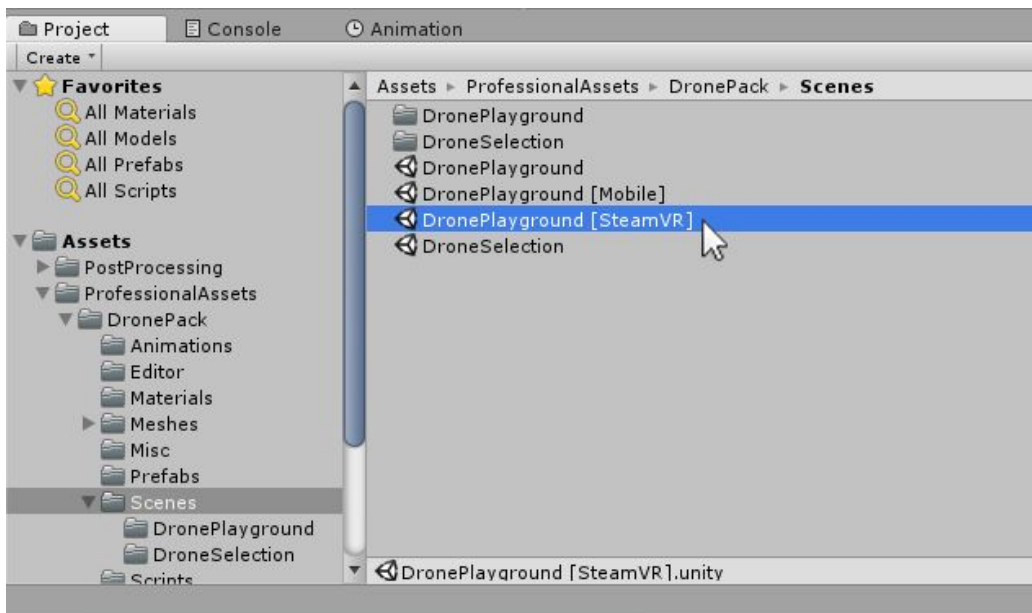 Project
Console
Animation
Create
Favorites
All Materials
All Models
All Prefabs
All Scripts
Assets
PostProcessing
ProfessionalAssets
DronePack
Animations
Editor
Materials
Meshes
Misc
Prefabs
Scenes
DronePlayground
DroneSelection
Scripts
Assets ▸ ProfessionalAssets ▸ DronePack ▸ Scenes
DronePlayground
DroneSelection
DronePlayground
DronePlayground [Mobile]
DronePlayground [SteamVR]
DroneSelection
DronePlayground [SteamVR].unity